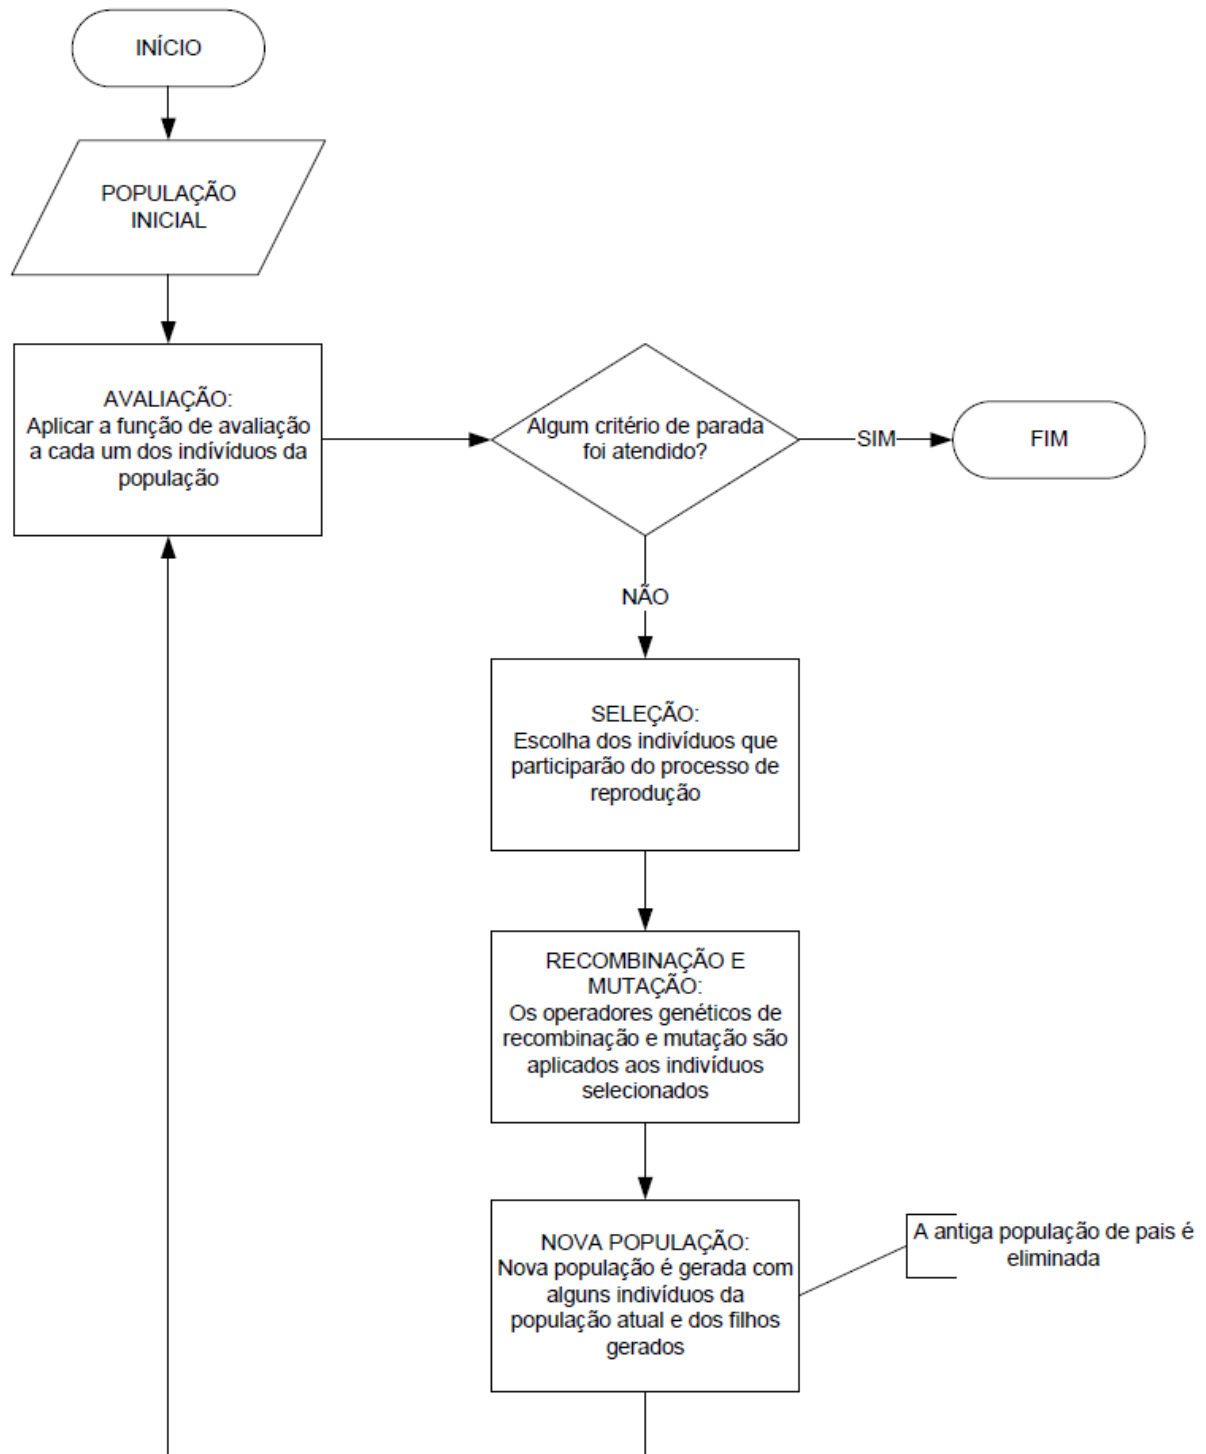 INÍCIO
POPULAÇÃO
INICIAL
AVALIAÇÃO:
Aplicar a função de avaliação
a cada um dos indívíduos da
população
Algum critério de parada
foi atendido?
SIM
FIM
NÃO
SELEÇÃO:
Escolha dos indivíduos que
participarão do processo de
reprodução
RECOMBINAÇÃO E
MUTAÇÃO:
Os operadores genéticos de
recombinação e mutação são
aplicados aos indivíduos
selecionados
NOVA POPULAÇÃO:
Nova população é gerada com
alguns indivíduos da
população atual e dos filhos
gerados
A antiga população de pais é
eliminada